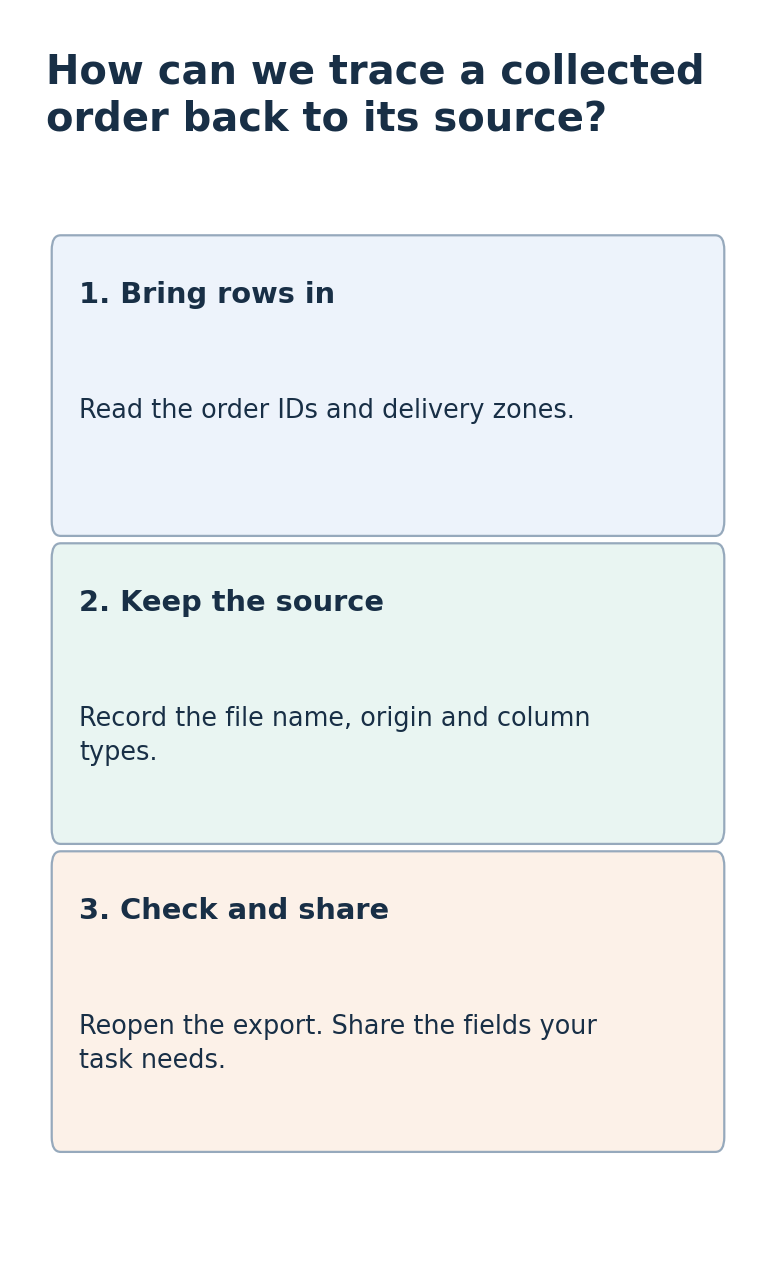 How can we trace a collected
order back to its source?
1. Bring rows in
Read the order IDs and delivery zones.
2. Keep the source
Record the file name, origin and column
types.
3. Check and share
Reopen the export. Share the fields your
task needs.